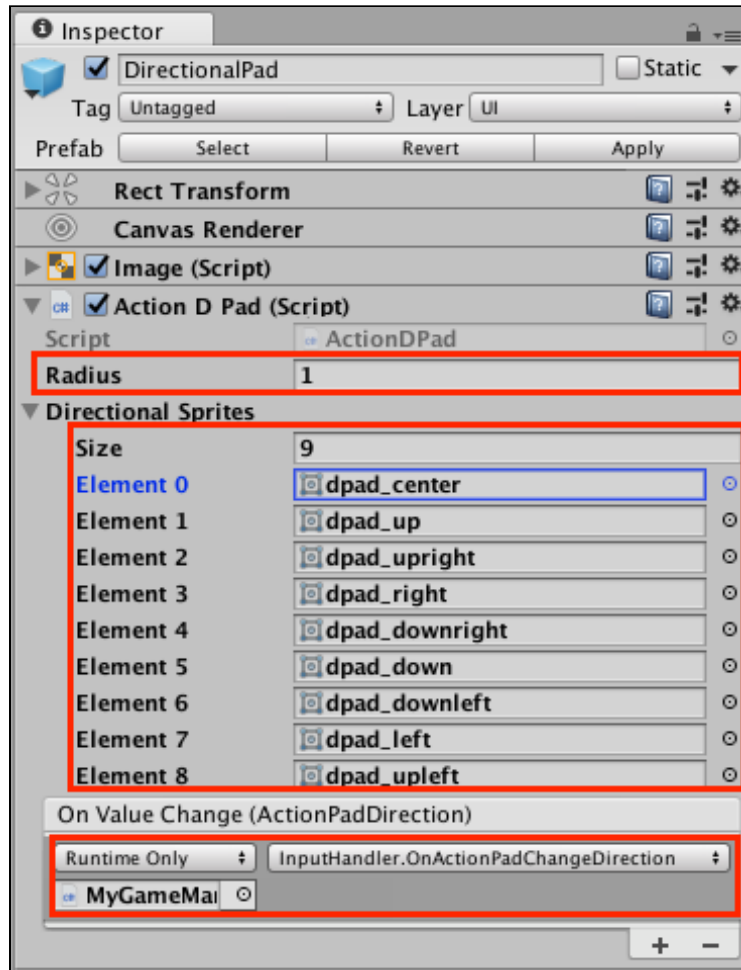 Inspector
DirectionalPad Static
Tag Untagged Layer UI
Prefab Select Revert Apply
Rect Transform
Canvas Renderer
Image (Script)
C# Action D Pad (Script)
Script ActionDPad
Radius 1
Directional Sprites
Size 9
Element 0 dpad_center
Element 1 dpad_up
Element 2 dpad_upright
Element 3 dpad_right
Element 4 dpad_downright
Element 5 dpad_down
Element 6 dpad_downleft
Element 7 dpad_left
Element 8 dpad_upleft
On Value Change (ActionPadDirection)
Runtime Only InputHandler.OnActionPadChangeDirection
MyGameMa
+ −